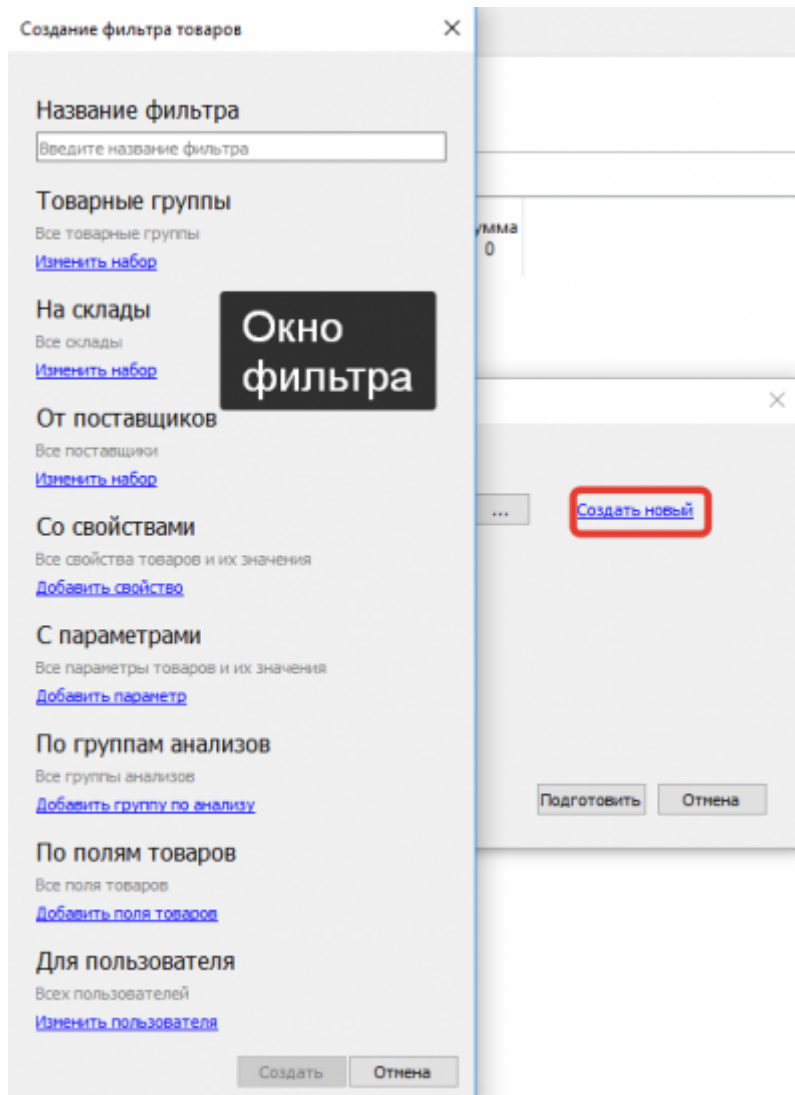 Создание фильтра товаров
Название фильтра
Введите название фильтра
Товарные группы
Все товарные группы
Изменить набор
На склады
Все склады
Изменить набор
Окно
фильтра
От поставщиков
Все поставщики
Изменить набор
Со свойствами
Все свойства товаров и их значения
Добавить свойство
С параметрами
Все параметры товаров и их значения
Добавить параметр
По группам анализов
Все группы анализов
Добавить группу по анализу
По полям товаров
Все поля товаров
Добавить поля товаров
Для пользователя
Всех пользователей
Изменить пользователя
Создать Отмена
умма
0
... Создать новый
Подготовить Отмена